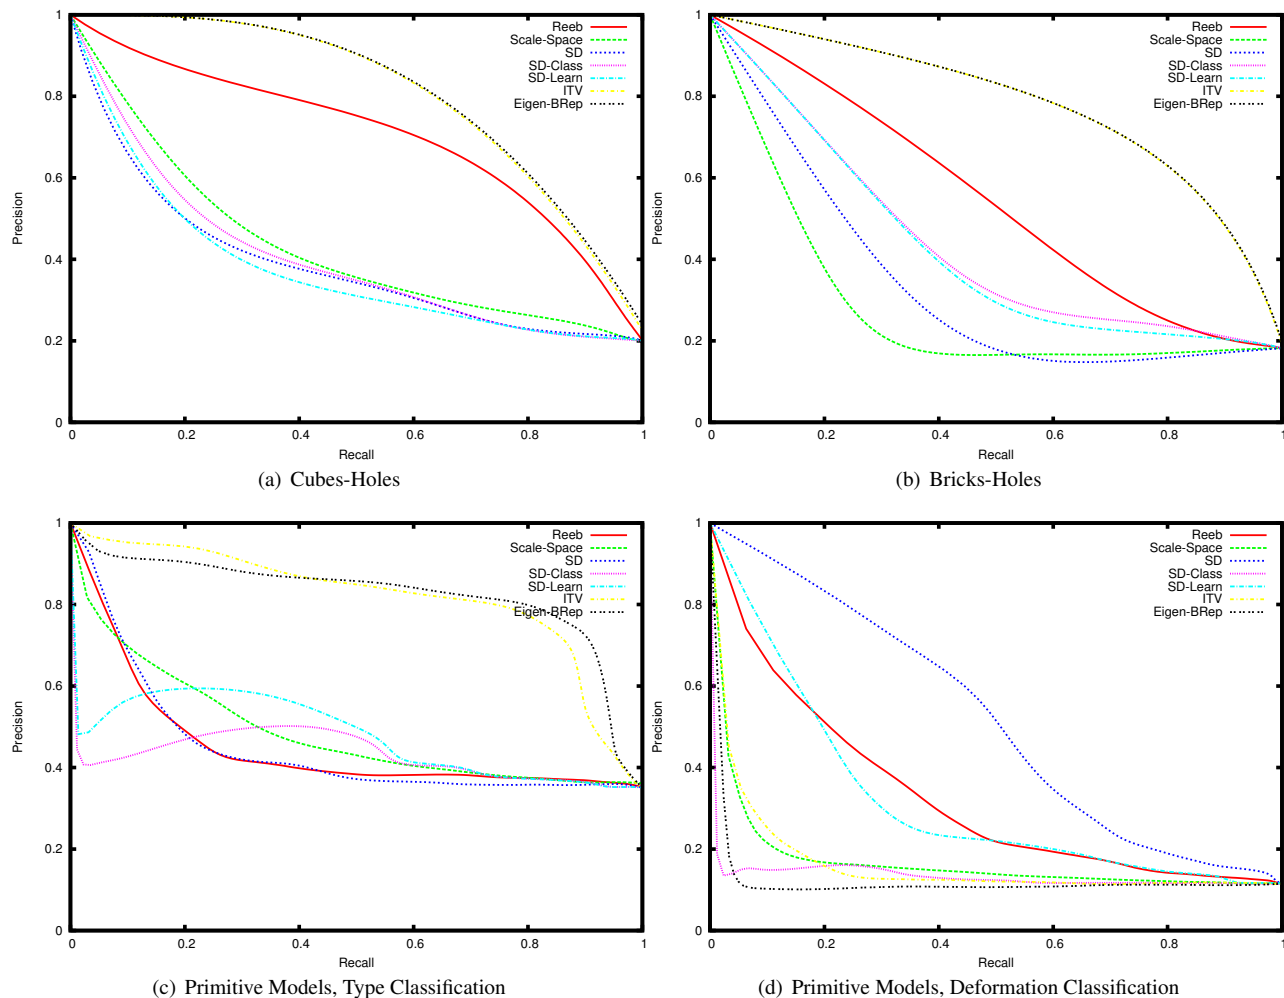 1
0.8
0.6
0.4
0.2
0
0 0.2 0.4 0.6 0.8 1
Precision
Recall
Reeb
Scale-Space
SD
SD-Class
SD-Learn
ITV
Eigen-BRep
(a) Cubes-Holes
1
0.8
0.6
0.4
0.2
0
0 0.2 0.4 0.6 0.8 1
Precision
Recall
Reeb
Scale-Space
SD
SD-Class
SD-Learn
ITV
Eigen-BRep
(b) Bricks-Holes
1
0.8
0.6
0.4
0.2
0
0 0.2 0.4 0.6 0.8 1
Precision
Recall
Reeb
Scale-Space
SD
SD-Class
SD-Learn
ITV
Eigen-BRep
(c) Primitive Models, Type Classification
1
0.8
0.6
0.4
0.2
0
0 0.2 0.4 0.6 0.8 1
Precision
Recall
Reeb
Scale-Space
SD
SD-Class
SD-Learn
ITV
Eigen-BRep
(d) Primitive Models, Deformation Classification